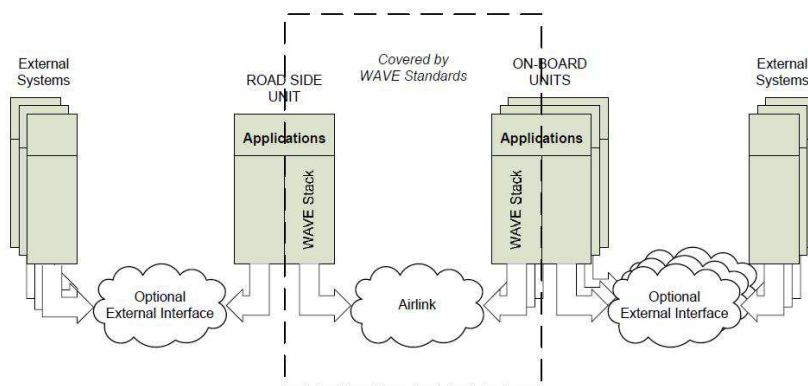 External
Systems
ROAD SIDE
UNIT
Covered by
WAVE Standards
ON-BOARD
UNITS
External
Systems
Applications
WAVE Stack
Applications
WAVE Stack
Optional
External Interface
Airlink
Optional
External Interface